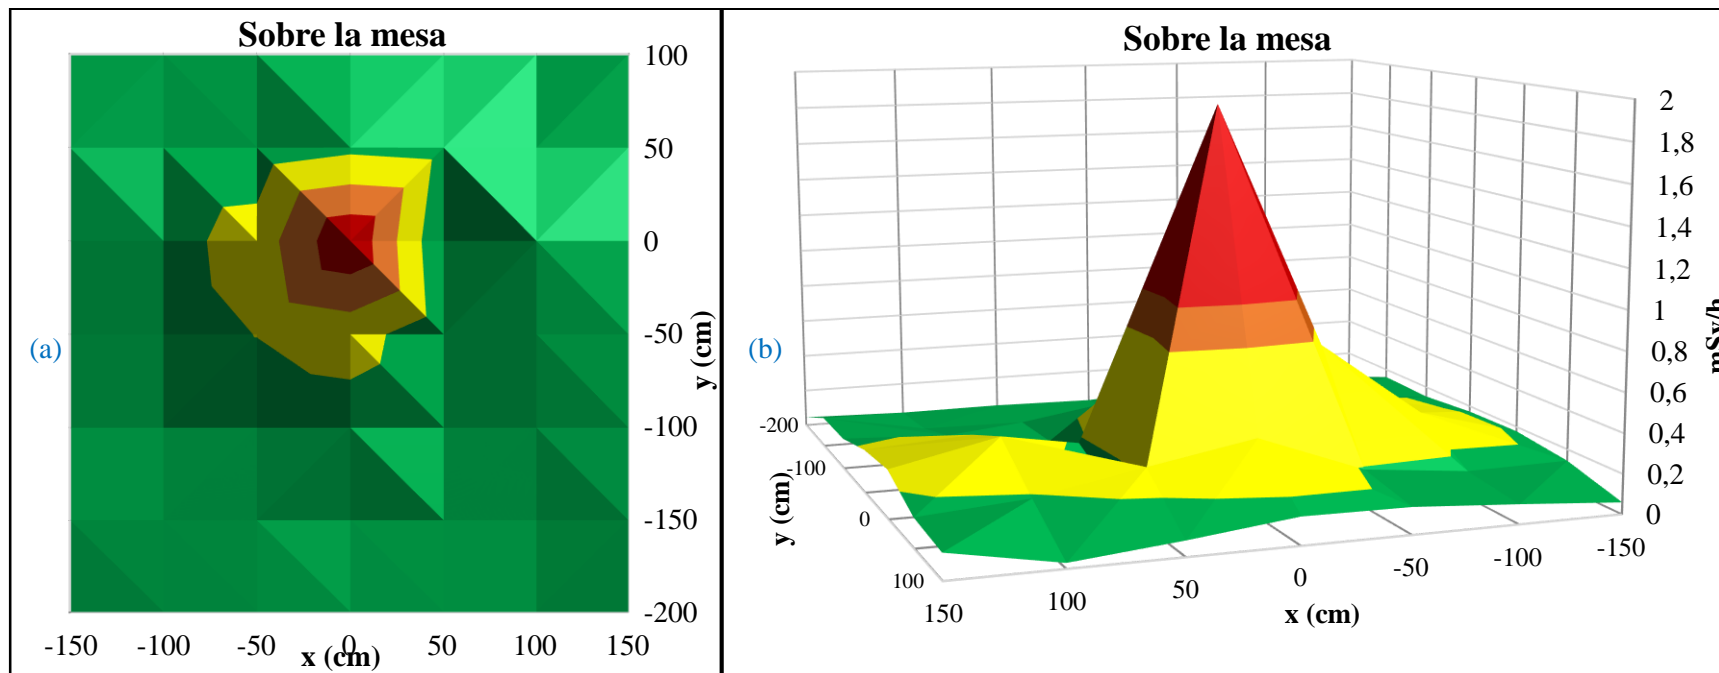 Sobre la mesa
100
50
0
-50
-100
-150
-200
y (cm)
(a)
-150 -100 -50 0 50 100 150
x (cm)
Sobre la mesa
2
1,8
1,6
1,4
1,2
1
0,8
0,6
0,4
0,2
0
mSv/h
(b)
-200
-100
0
100
y (cm)
150 100 50 0 -50 -100 -150
x (cm)